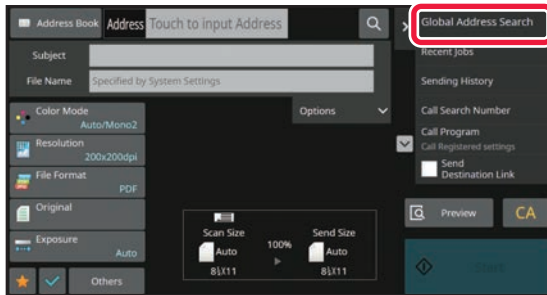 Address Book
Address
Touch to input Address
Subject
File Name
Specified by System Settings
Color Mode
Auto/Mono2
Resolution
200x200dpi
File Format
PDF
Original
Exposure
Auto
Others
Options
Scan Size
Auto
8½X11
100%
Send Size
Auto
8½X11
Global Address Search
Recent Jobs
Sending History
Call Search Number
Call Program
Call Registered settings
Send
Destination Link
Preview
CA
Start